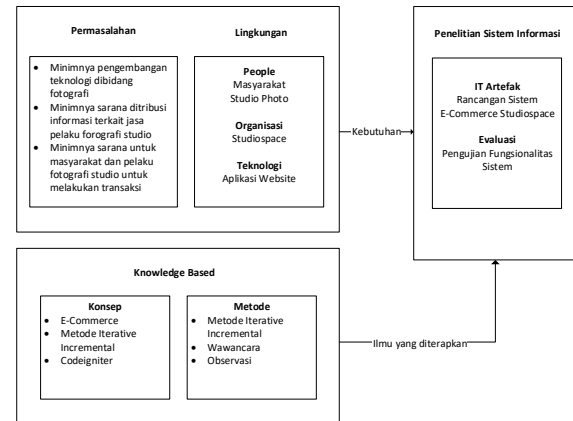 Permasalahan
Minimnya pengembangan
teknologi dibidang
fotografi
Minimnya sarana ditribusi
informasi terkait jasa
pelaku forografi studio
Minimnya sarana untuk
masyarakat dan pelaku
fotografi studio untuk
melakukan transaksi
Lingkungan
People
Masyarakat
Studio Photo
Organisasi
Studiospace
Teknologi
Aplikasi Website
Kebutuhan
Penelitian Sistem Informasi
IT Artefak
Rancangan Sistem
E-Commerce Studiospace
Evaluasi
Pengujian Fungsionalitas
Sistem
Knowledge Based
Konsep
E-Commerce
Metode Iterative
Incremental
Codeigniter
Metode
Metode Iterative
Incremental
Wawancara
Observasi
Ilmu yang diterapkan